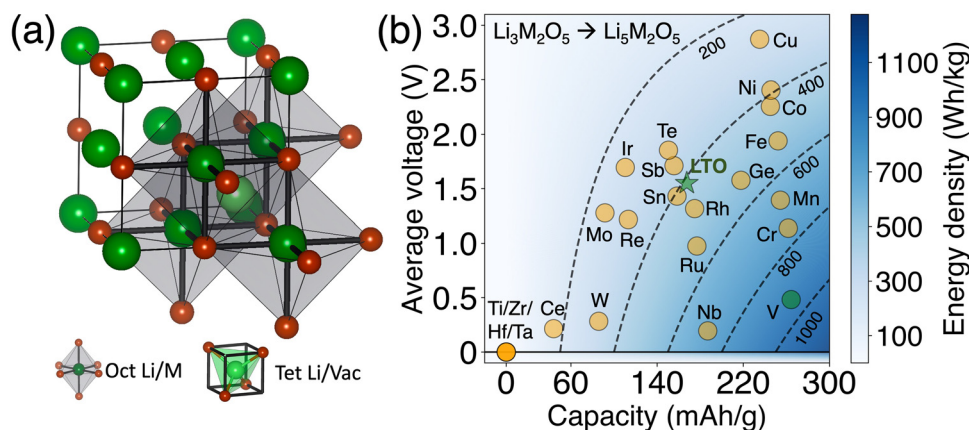 (a)
Oct Li/M
Tet Li/Vac
(b)
Li₃M₂O₅ → Li₅M₂O₅
Average voltage (V)
3.0
2.5
2.0
1.5
1.0
0.5
0
0
60
140
220
300
Capacity (mAh/g)
200
400
600
800
1000
Cu
Ni
Co
Te
Ir
Fe
Sb
LTO
Ge
Sn
Mn
Rh
Mo
Re
Cr
Ru
Ti/Zr/
Hf/Ta
Ce
W
Nb
V
1100
900
700
500
300
100
Energy density (Wh/kg)